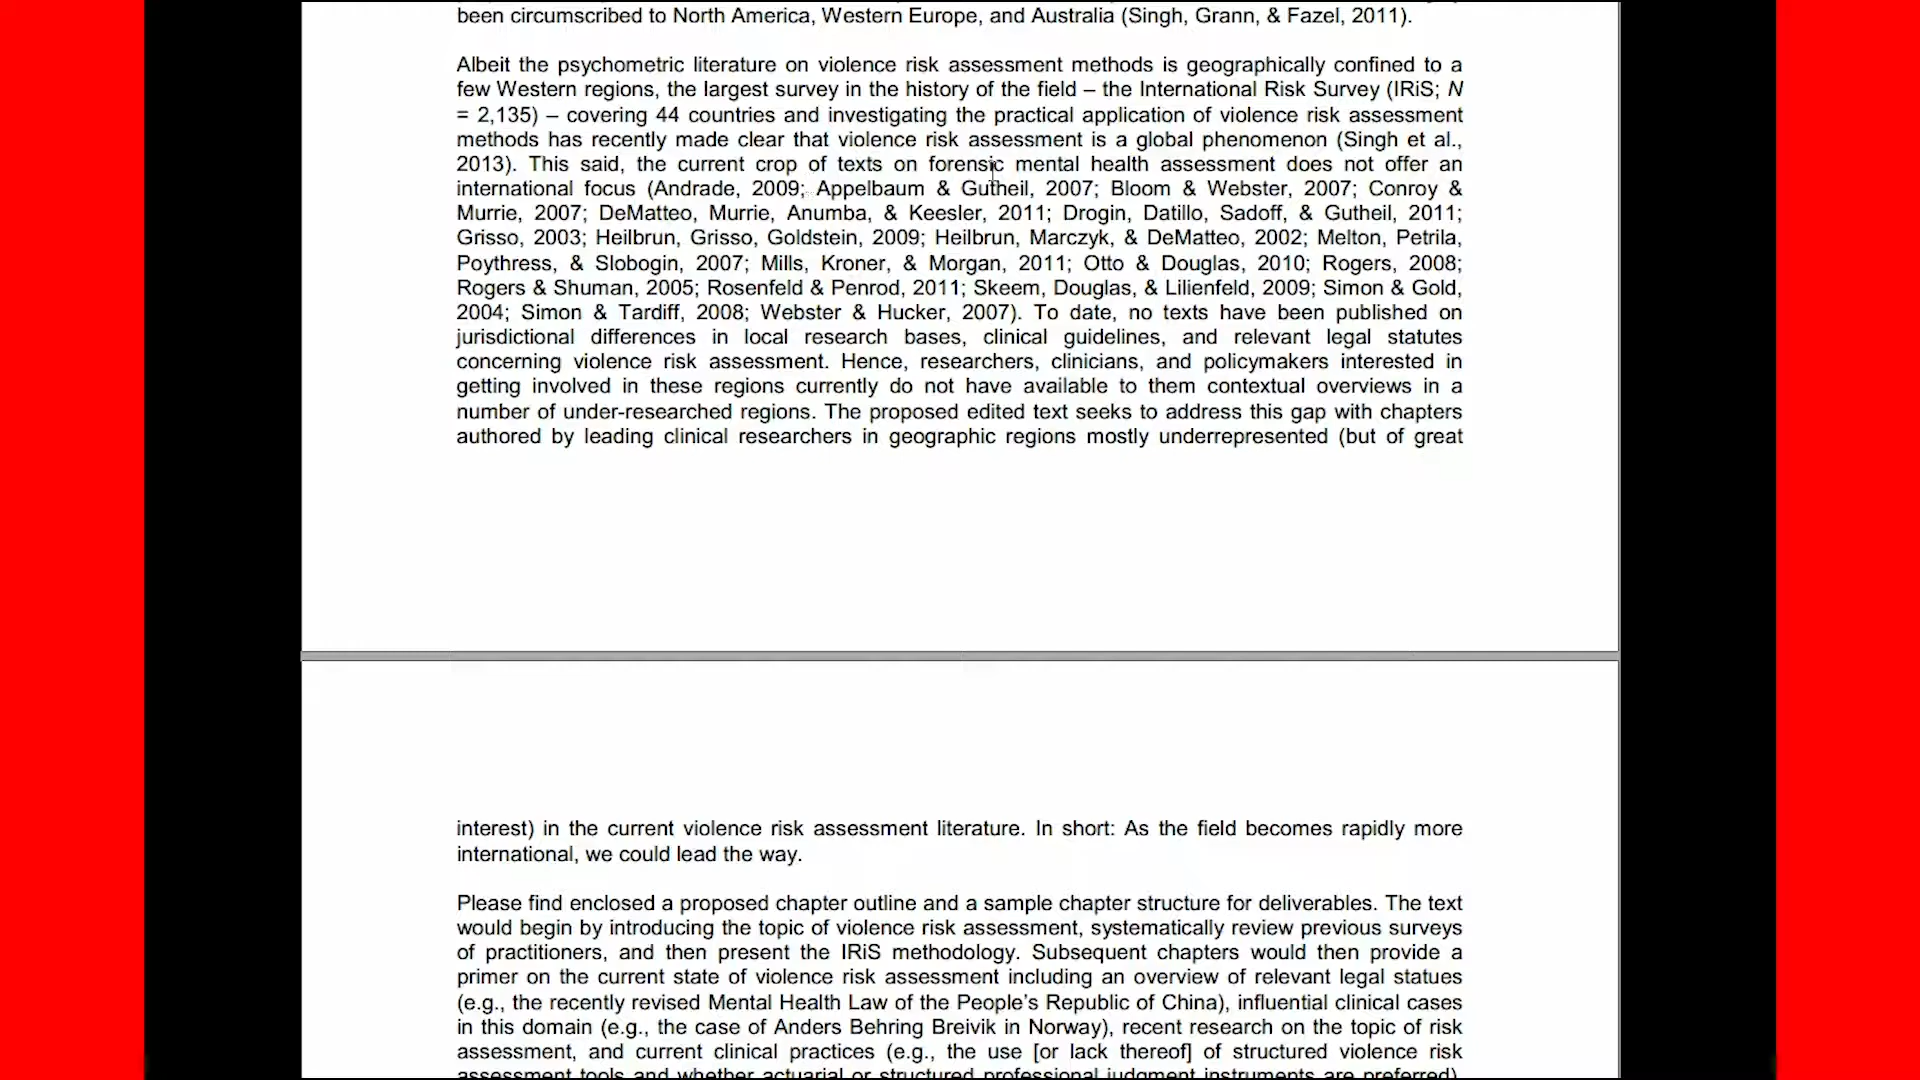 been circumscribed to North America, Western Europe, and Australia (Singh, Grann, & Fazel, 2011).
Albeit the psychometric literature on violence risk assessment methods is geographically confined to a
few Western regions, the largest survey in the history of the field – the International Risk Survey (IRiS; N
= 2,135) – covering 44 countries and investigating the practical application of violence risk assessment
methods has recently made clear that violence risk assessment is a global phenomenon (Singh et al.,
2013). This said, the current crop of texts on forensic mental health assessment does not offer an
international focus (Andrade, 2009; Appelbaum & Gutheil, 2007; Bloom & Webster, 2007; Conroy &
Murrie, 2007; DeMatteo, Murrie, Anumba, & Keesler, 2011; Drogin, Datillo, Sadoff, & Gutheil, 2011;
Grisso, 2003; Heilbrun, Grisso, Goldstein, 2009; Heilbrun, Marczyk, & DeMatteo, 2002; Melton, Petrila,
Poythress, & Slobogin, 2007; Mills, Kroner, & Morgan, 2011; Otto & Douglas, 2010; Rogers, 2008;
Rogers & Shuman, 2005; Rosenfeld & Penrod, 2011; Skeem, Douglas, & Lilienfeld, 2009; Simon & Gold,
2004; Simon & Tardiff, 2008; Webster & Hucker, 2007). To date, no texts have been published on
jurisdictional differences in local research bases, clinical guidelines, and relevant legal statutes
concerning violence risk assessment. Hence, researchers, clinicians, and policymakers interested in
getting involved in these regions currently do not have available to them contextual overviews in a
number of under-researched regions. The proposed edited text seeks to address this gap with chapters
authored by leading clinical researchers in geographic regions mostly underrepresented (but of great
interest) in the current violence risk assessment literature. In short: As the field becomes rapidly more
international, we could lead the way.
Please find enclosed a proposed chapter outline and a sample chapter structure for deliverables. The text
would begin by introducing the topic of violence risk assessment, systematically review previous surveys
of practitioners, and then present the IRiS methodology. Subsequent chapters would then provide a
primer on the current state of violence risk assessment including an overview of relevant legal statues
(e.g., the recently revised Mental Health Law of the People's Republic of China), influential clinical cases
in this domain (e.g., the case of Anders Behring Breivik in Norway), recent research on the topic of risk
assessment, and current clinical practices (e.g., the use [or lack thereof] of structured violence risk
assessment tools and whether actuarial or structured professional judgment instruments are preferred).